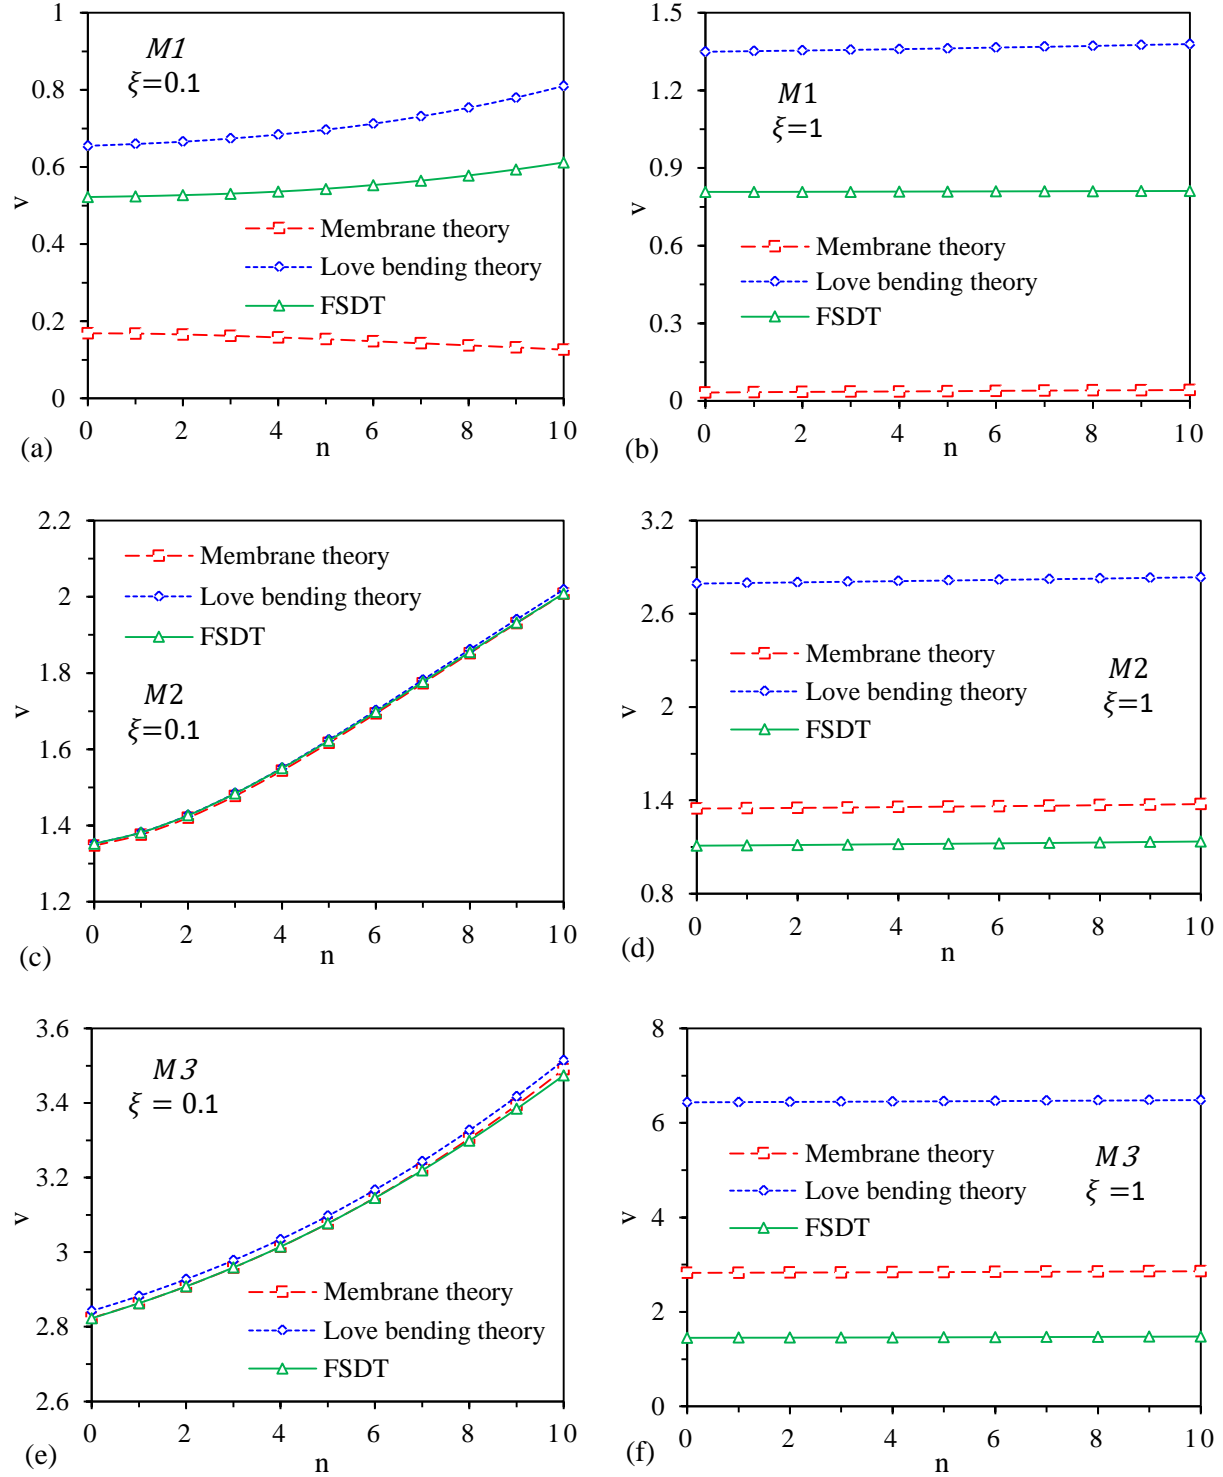 1
0.8
0.6
0.4
0.2
0
v
M1
ξ=0.1
Membrane theory
Love bending theory
FSDT
0 2 4 6 8 10
n
(a)
1.5
1.2
0.9
0.6
0.3
0
v
M1
ξ=1
Membrane theory
Love bending theory
FSDT
0 2 4 6 8 10
n
(b)
2.2
2
1.8
1.6
1.4
1.2
v
Membrane theory
Love bending theory
FSDT
M2
ξ=0.1
0 2 4 6 8 10
n
(c)
3.2
2.6
2
1.4
0.8
v
Membrane theory
Love bending theory
FSDT
M2
ξ=1
0 2 4 6 8 10
n
(d)
3.6
3.4
3.2
3
2.8
2.6
v
M3
ξ = 0.1
Membrane theory
Love bending theory
FSDT
0 2 4 6 8 10
n
(e)
8
6
4
2
0
v
Membrane theory
Love bending theory
FSDT
M3
ξ =1
0 2 4 6 8 10
n
(f)